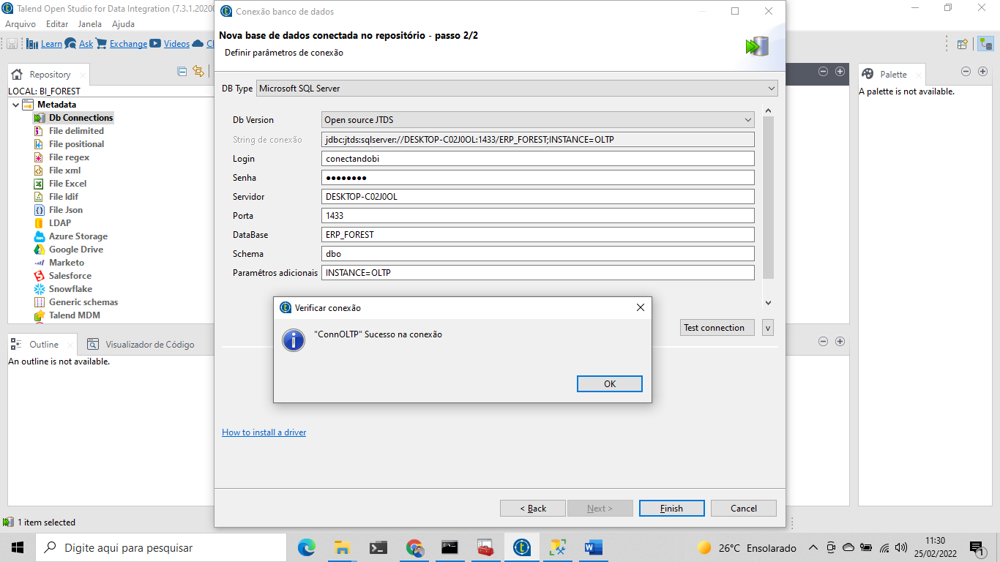 Talend Open Studio for Data Integration (7.3.1.2020
Arquivo Editar Janela Ajuda
Learn Ask Exchange Videos Cl
Repository
LOCAL: BI_FOREST
Metadata
Db Connections
File delimited
File positional
File regex
File xml
File Excel
File ldif
File Json
LDAP
Azure Storage
Google Drive
Marketo
Salesforce
Snowflake
Generic schemas
Talend MDM
Outline
Visualizador de Código
An outline is not available.
1 item selected
Conexão banco de dados
Nova base de dados conectada no repositório - passo 2/2
Definir parâmetros de conexão
DB Type Microsoft SQL Server
Db Version Open source JTDS
String de conexão jdbc:jtds:sqlserver://DESKTOP-C02J0OL:1433/ERP_FOREST;INSTANCE=OLTP
Login conectandobi
Senha ●●●●●●●●
Servidor DESKTOP-C02J0OL
Porta 1433
DataBase ERP_FOREST
Schema dbo
Paramêtros adicionais INSTANCE=OLTP
Test connection v
Verificar conexão
"ConnOLTP" Sucesso na conexão
OK
How to install a driver
< Back Next > Finish Cancel
Palette
A palette is not available.
Digite aqui para pesquisar
26°C Ensolarado
11:30
25/02/2022
1